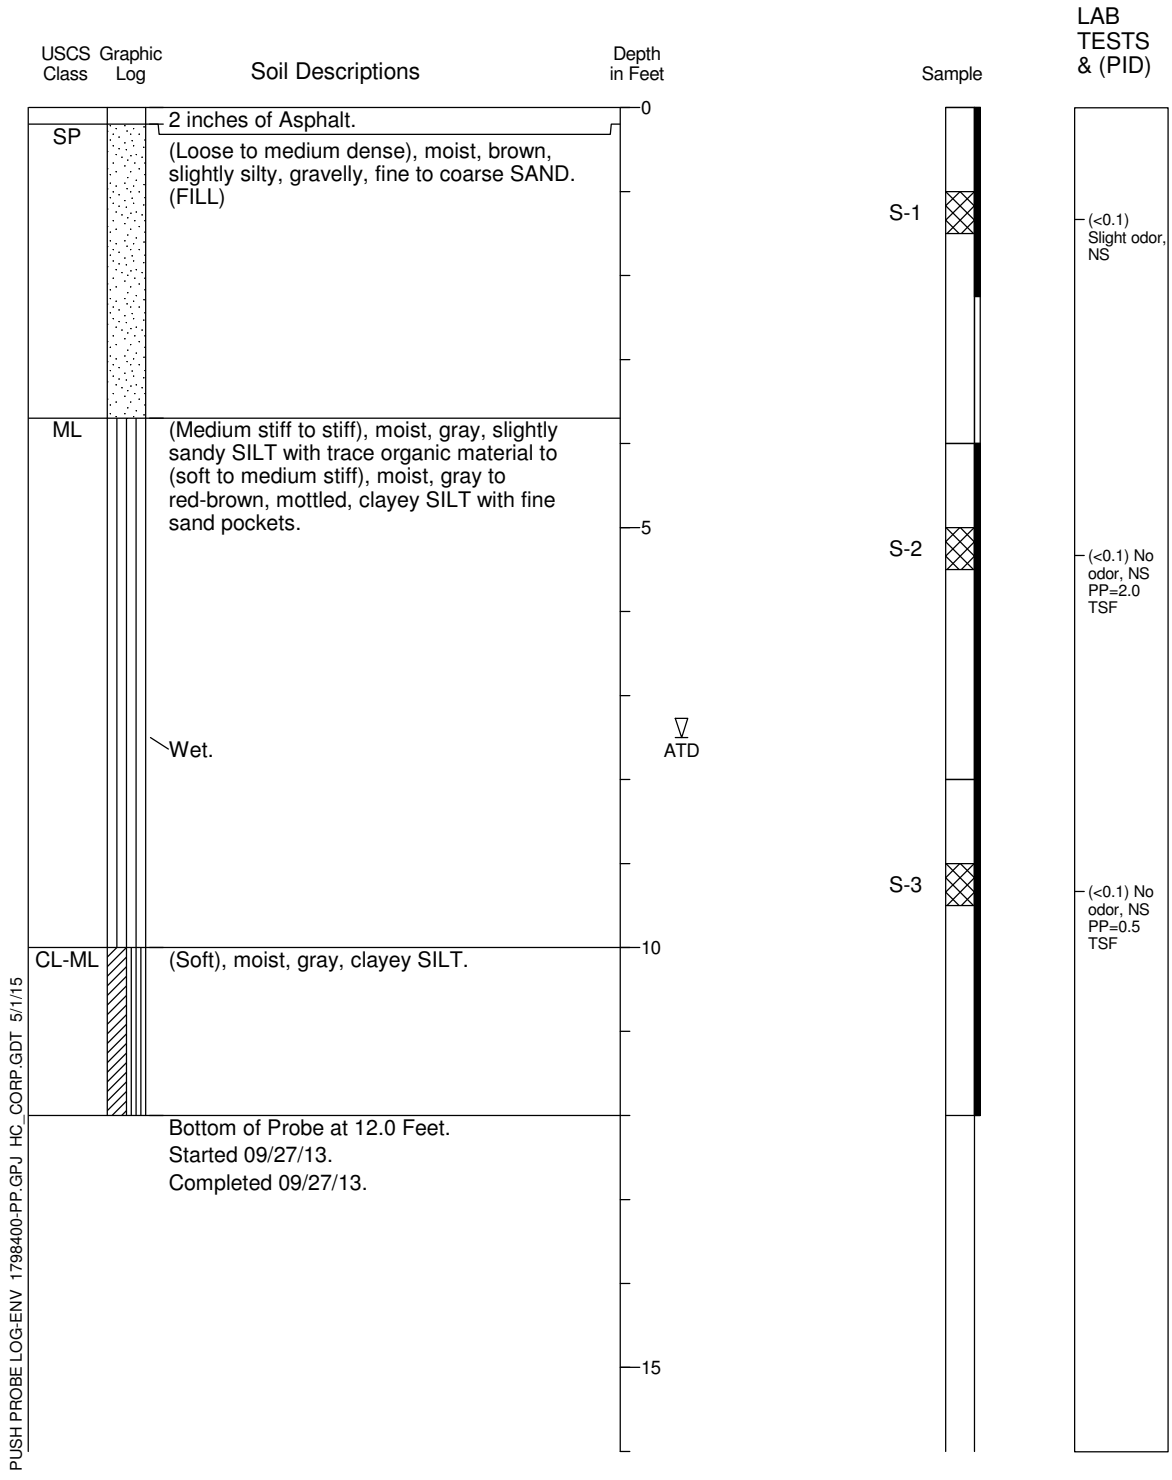 LAB
TESTS
& (PID)
USCS Graphic
Class Log
Soil Descriptions
Depth
in Feet
Sample
0
2 inches of Asphalt.
SP
(Loose to medium dense), moist, brown,
slightly silty, gravelly, fine to coarse SAND.
(FILL)
S-1
(<0.1)
Slight odor,
NS
ML
(Medium stiff to stiff), moist, gray, slightly
sandy SILT with trace organic material to
(soft to medium stiff), moist, gray to
red-brown, mottled, clayey SILT with fine
sand pockets.
5
S-2
(<0.1) No
odor, NS
PP=2.0
TSF
Wet.
ATD
S-3
(<0.1) No
odor, NS
PP=0.5
TSF
10
CL-ML
(Soft), moist, gray, clayey SILT.
Bottom of Probe at 12.0 Feet.
Started 09/27/13.
Completed 09/27/13.
15
PUSH PROBE LOG-ENV 1798400-PP.GPJ HC_CORP.GDT 5/1/15